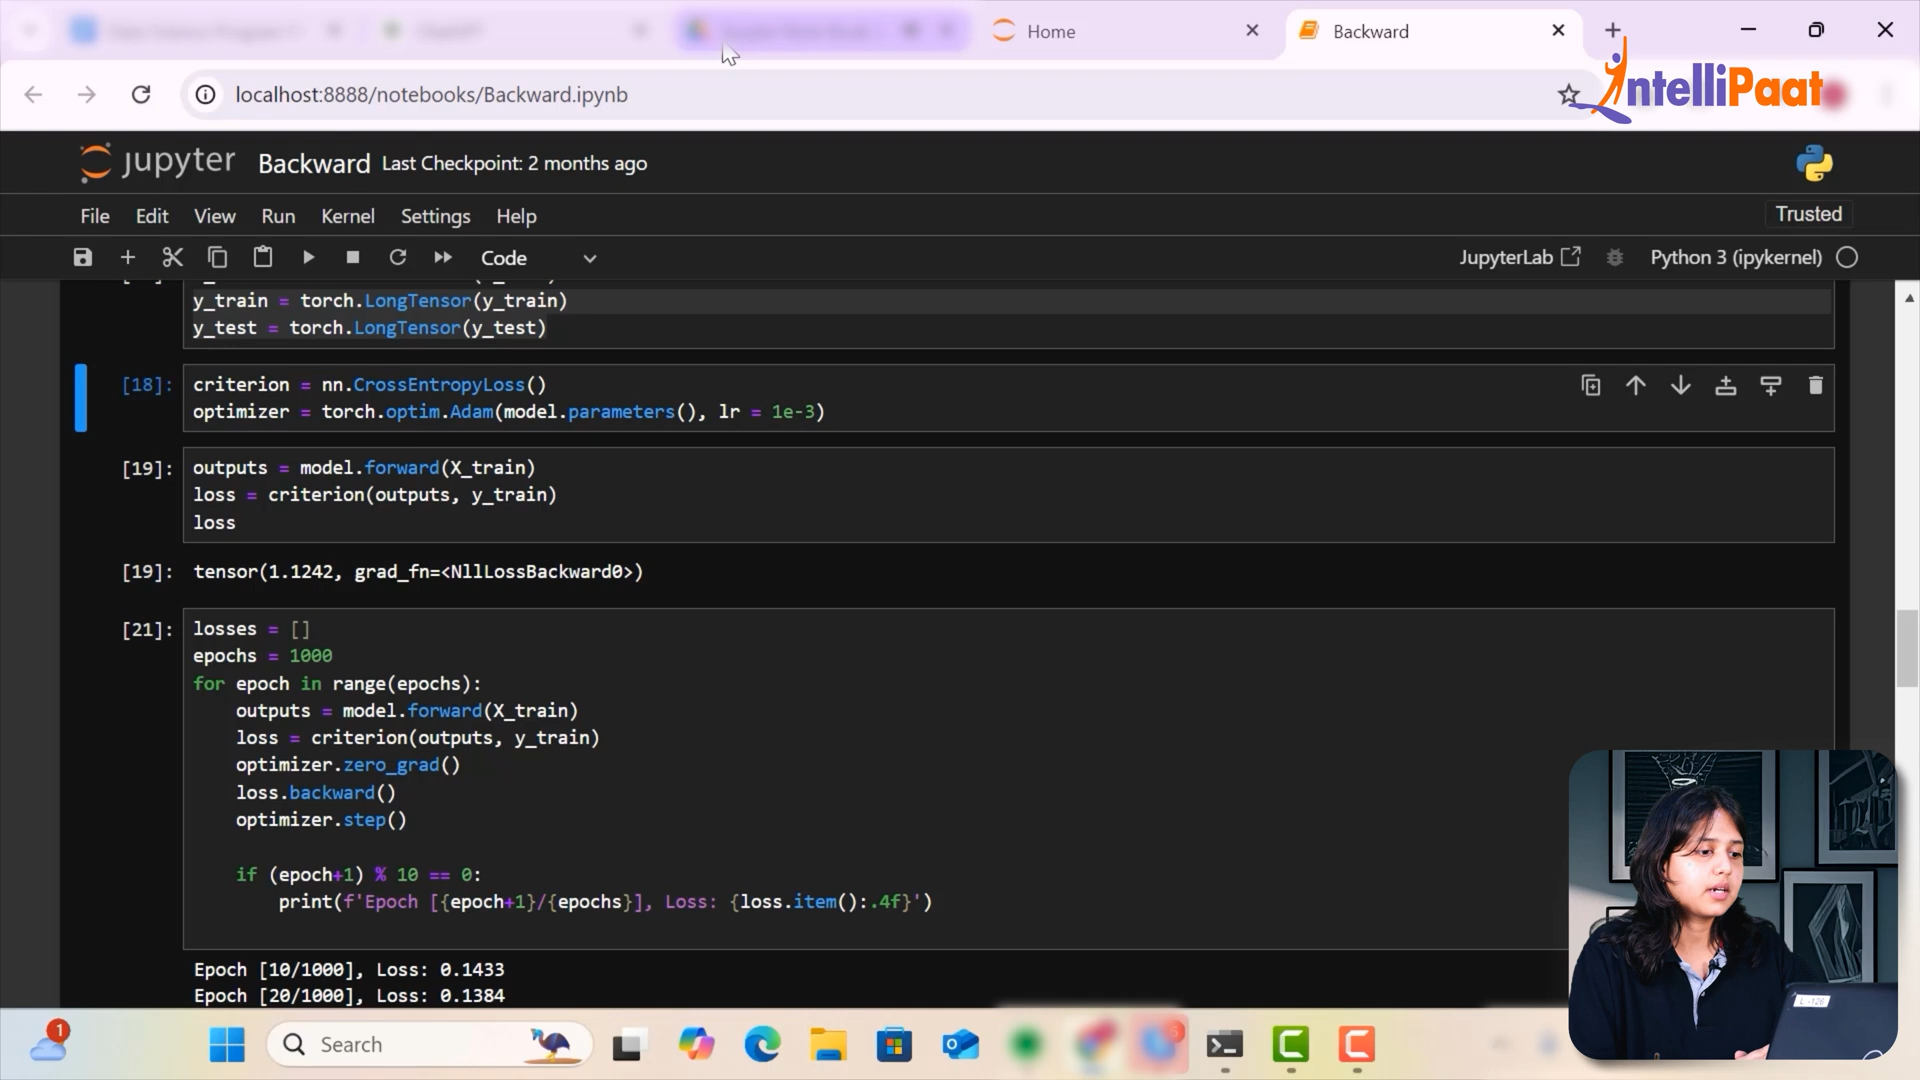 Home
Backward
localhost:8888/notebooks/Backward.ipynb
IntelliPaat
jupyter
Backward
Last Checkpoint: 2 months ago
File
Edit
View
Run
Kernel
Settings
Help
Trusted
Code
JupyterLab
Python 3 (ipykernel)
y_train = torch.LongTensor(y_train)
y_test = torch.LongTensor(y_test)
[18]:
criterion = nn.CrossEntropyLoss()
optimizer = torch.optim.Adam(model.parameters(), lr = 1e-3)
[19]:
outputs = model.forward(X_train)
loss = criterion(outputs, y_train)
loss
[19]:
tensor(1.1242, grad_fn=<NllLossBackward0>)
[21]:
losses = []
epochs = 1000
for epoch in range(epochs):
    outputs = model.forward(X_train)
    loss = criterion(outputs, y_train)
    optimizer.zero_grad()
    loss.backward()
    optimizer.step()
    if (epoch+1) % 10 == 0:
        print(f'Epoch [{epoch+1}/{epochs}], Loss: {loss.item():.4f}')
Epoch [10/1000], Loss: 0.1433
Epoch [20/1000], Loss: 0.1384
L-126
1
Search